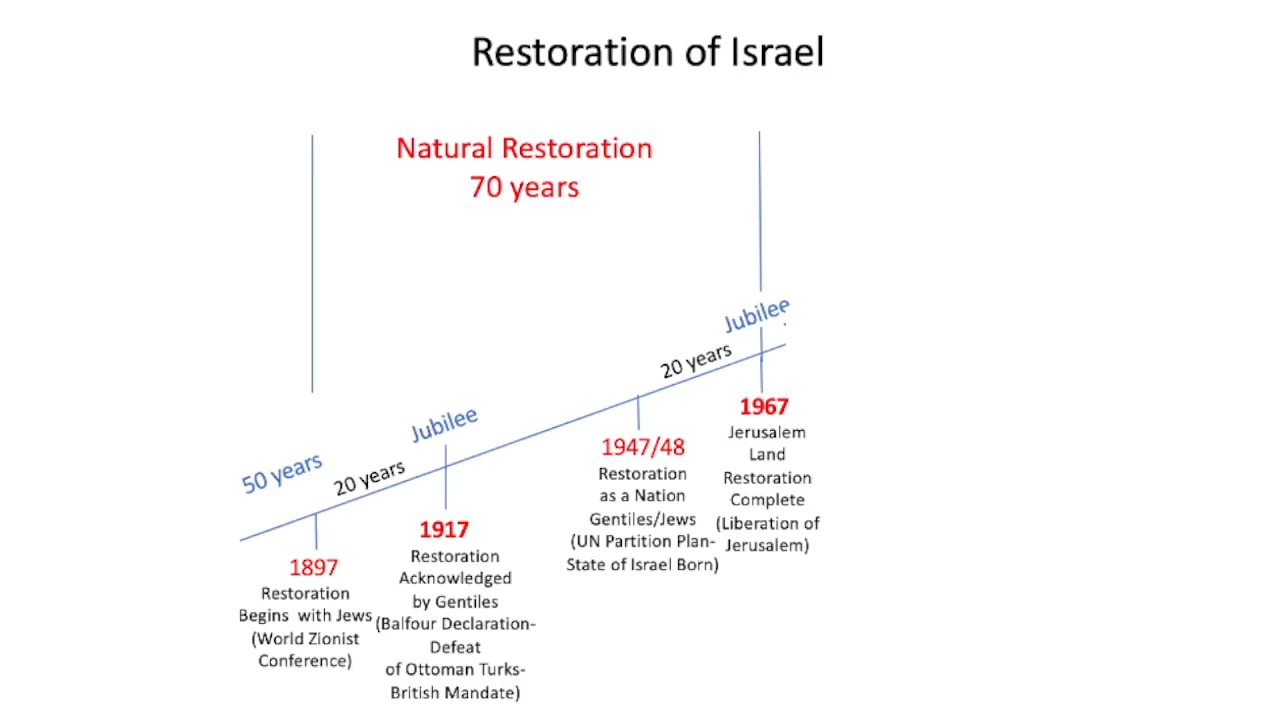 Restoration of Israel
Natural Restoration
70 years
50 years
20 years
Jubilee
20 years
Jubilee
1897
Restoration
Begins with Jews
(World Zionist
Conference)
1917
Restoration
Acknowledged
by Gentiles
(Balfour Declaration-
Defeat
of Ottoman Turks-
British Mandate)
1947/48
Restoration
as a Nation
Gentiles/Jews
(UN Partition Plan-
State of Israel Born)
1967
Jerusalem
Land
Restoration
Complete
(Liberation of
Jerusalem)